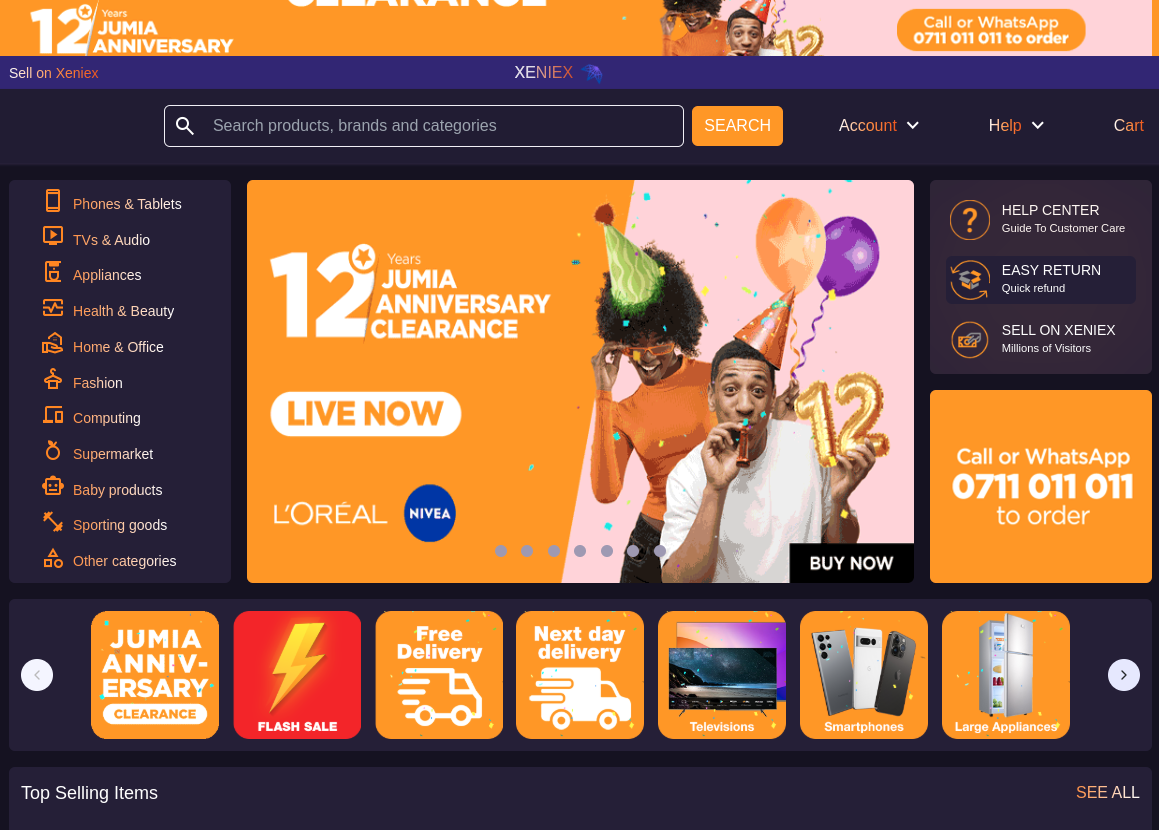 CLEARANCE
12 Years
JUMIA
ANNIVERSARY
12
Call or WhatsApp
0711 011 011 to order
Sell on Xeniex
XENIEX
Search products, brands and categories
SEARCH
Account
Help
Cart
Phones & Tablets
TVs & Audio
Appliances
Health & Beauty
Home & Office
Fashion
Computing
Supermarket
Baby products
Sporting goods
Other categories
12 Years
JUMIA
ANNIVERSARY
CLEARANCE
LIVE NOW
L'ORÉAL
NIVEA
12
BUY NOW
HELP CENTER
Guide To Customer Care
EASY RETURN
Quick refund
SELL ON XENIEX
Millions of Visitors
Call or WhatsApp
0711 011 011
to order
JUMIA
ANNIV-
ERSARY
CLEARANCE
FLASH SALE
Free
Delivery
Next day
delivery
Televisions
Smartphones
Large Appliances
Top Selling Items
SEE ALL